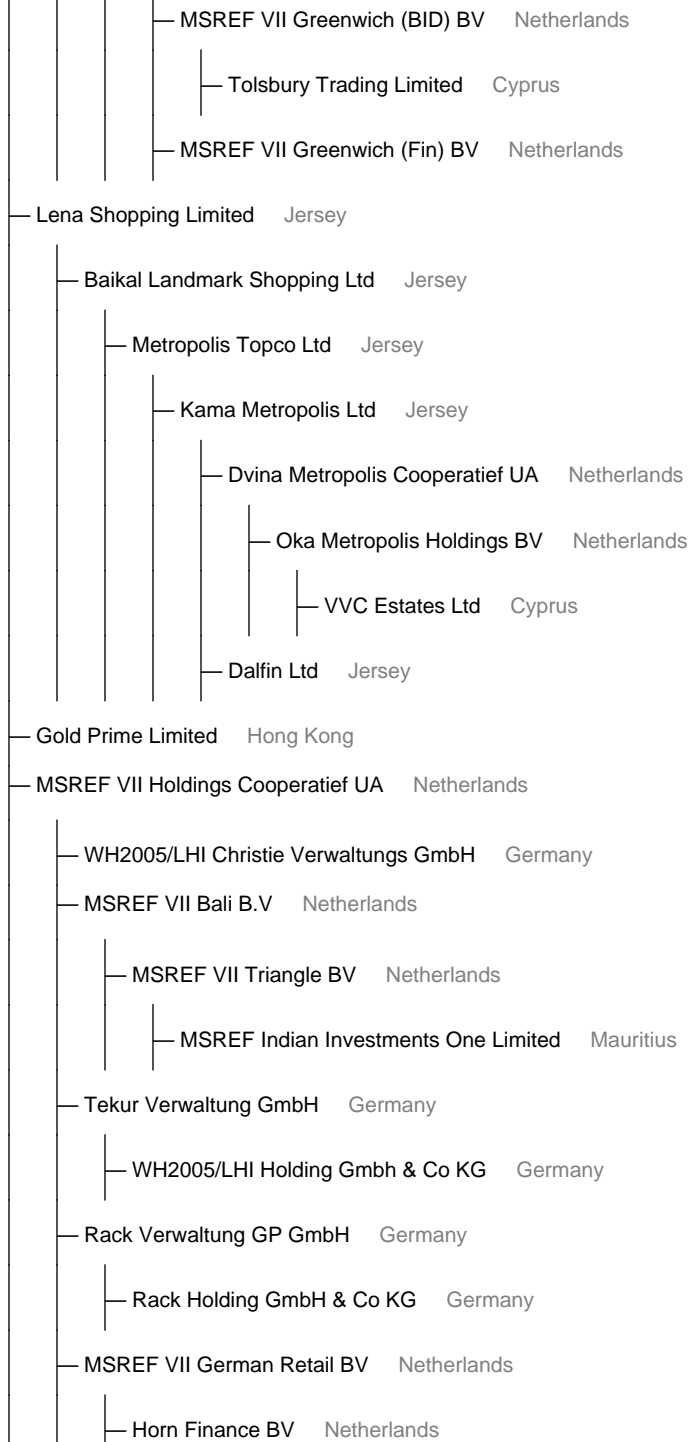 MSREF VII Greenwich (BID) BV Netherlands
Tolsbury Trading Limited Cyprus
MSREF VII Greenwich (Fin) BV Netherlands
Lena Shopping Limited Jersey
Baikal Landmark Shopping Ltd Jersey
Metropolis Topco Ltd Jersey
Kama Metropolis Ltd Jersey
Dvina Metropolis Cooperatief UA Netherlands
Oka Metropolis Holdings BV Netherlands
VVC Estates Ltd Cyprus
Dalfin Ltd Jersey
Gold Prime Limited Hong Kong
MSREF VII Holdings Cooperatief UA Netherlands
WH2005/LHI Christie Verwaltungs GmbH Germany
MSREF VII Bali B.V Netherlands
MSREF VII Triangle BV Netherlands
MSREF Indian Investments One Limited Mauritius
Tekur Verwaltung GmbH Germany
WH2005/LHI Holding Gmbh & Co KG Germany
Rack Verwaltung GP GmbH Germany
Rack Holding GmbH & Co KG Germany
MSREF VII German Retail BV Netherlands
Horn Finance BV Netherlands